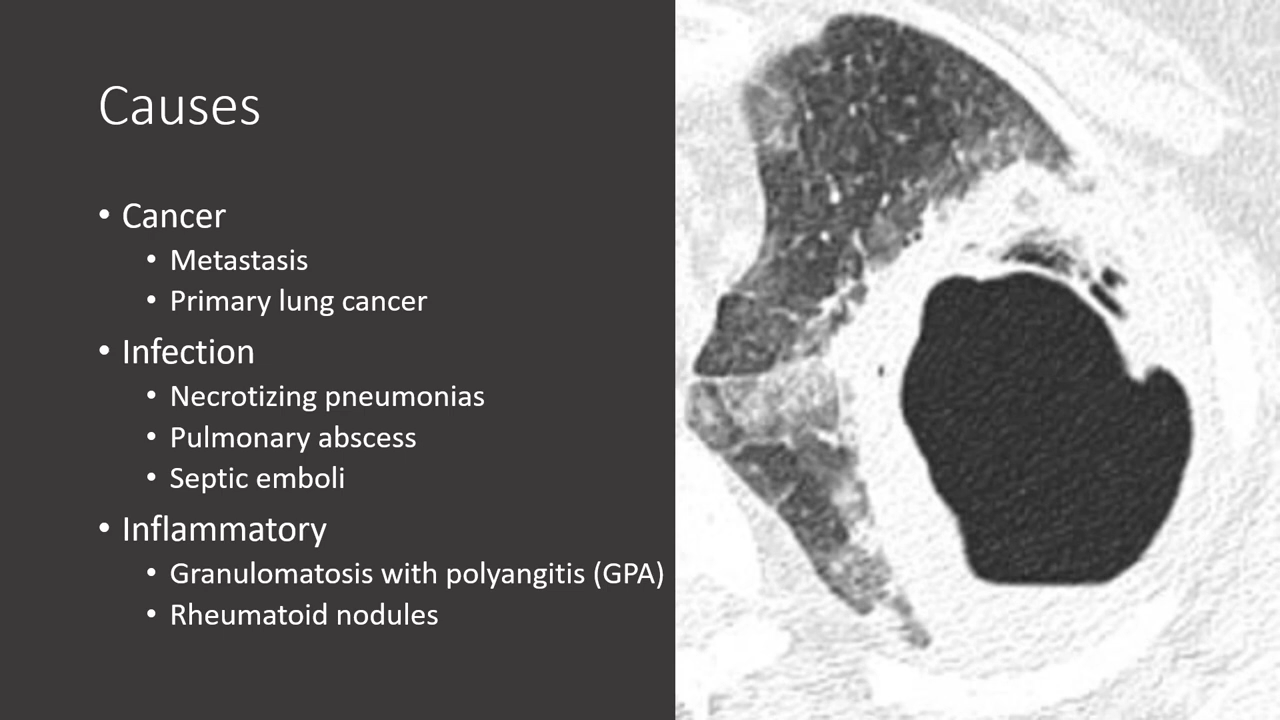 Causes
• Cancer
• Metastasis
• Primary lung cancer
• Infection
• Necrotizing pneumonias
• Pulmonary abscess
• Septic emboli
• Inflammatory
• Granulomatosis with polyangitis (GPA)
• Rheumatoid nodules